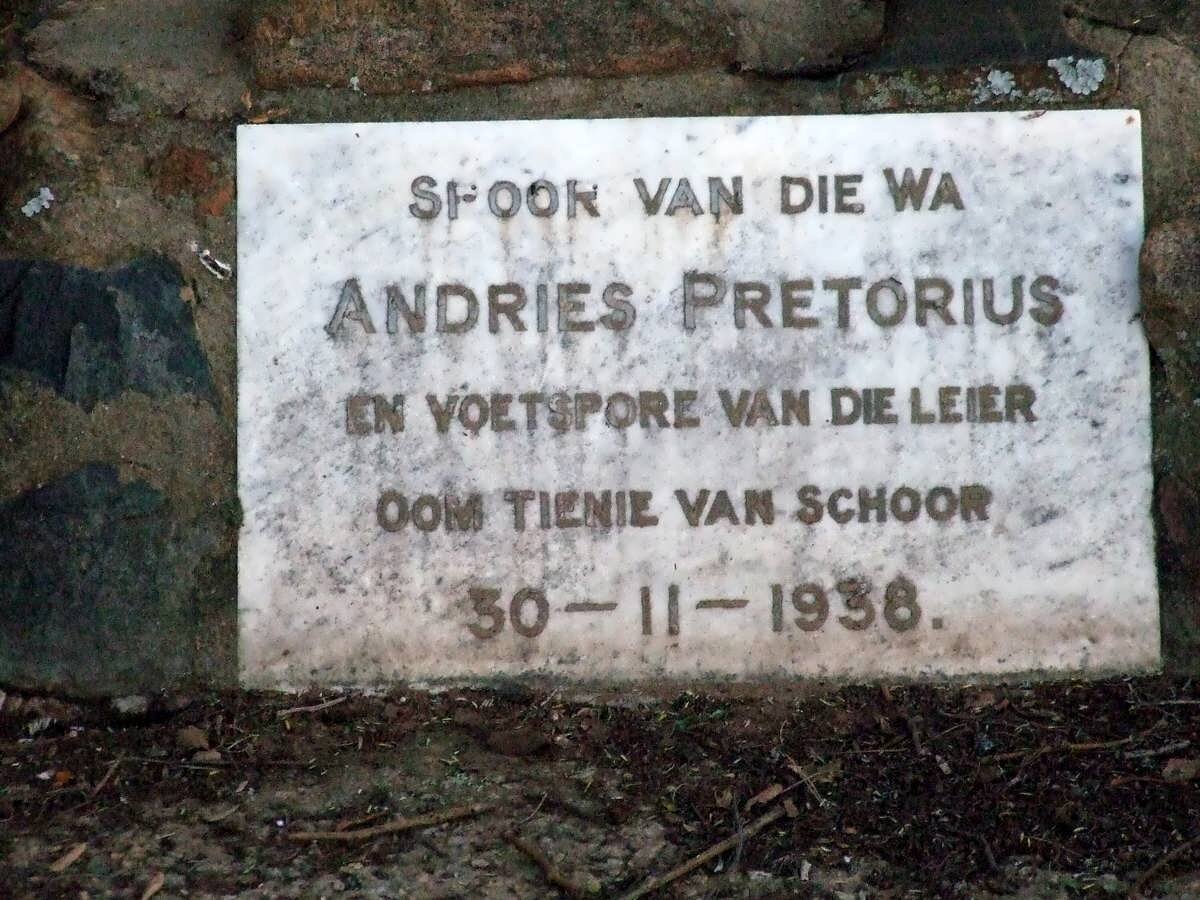 SPOOR VAN DIE WA
ANDRIES PRETORIUS
EN VOETSPORE VAN DIE LEIER
OOM TIENIE VAN SCHOOR
30-11-1938.